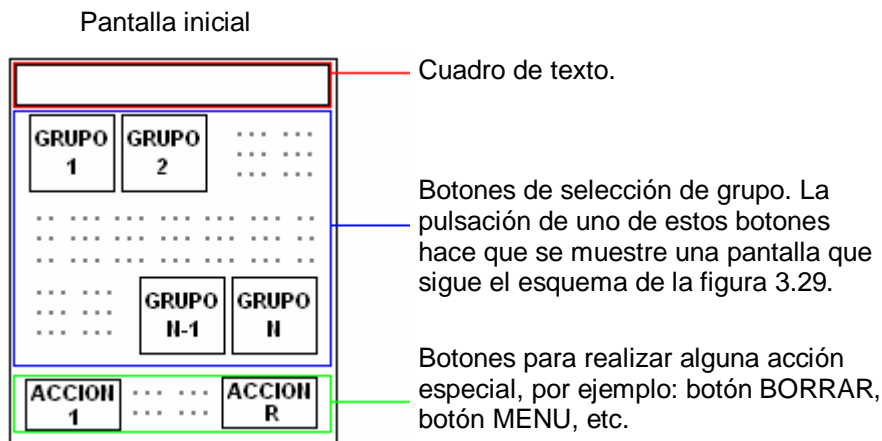 Pantalla inicial
Cuadro de texto.
GRUPO
1
GRUPO
2
Botones de selección de grupo. La
pulsación de uno de estos botones
hace que se muestre una pantalla que
sigue el esquema de la figura 3.29.
GRUPO
N-1
GRUPO
N
Botones para realizar alguna acción
especial, por ejemplo: botón BORRAR,
botón MENU, etc.
ACCION
1
ACCION
R